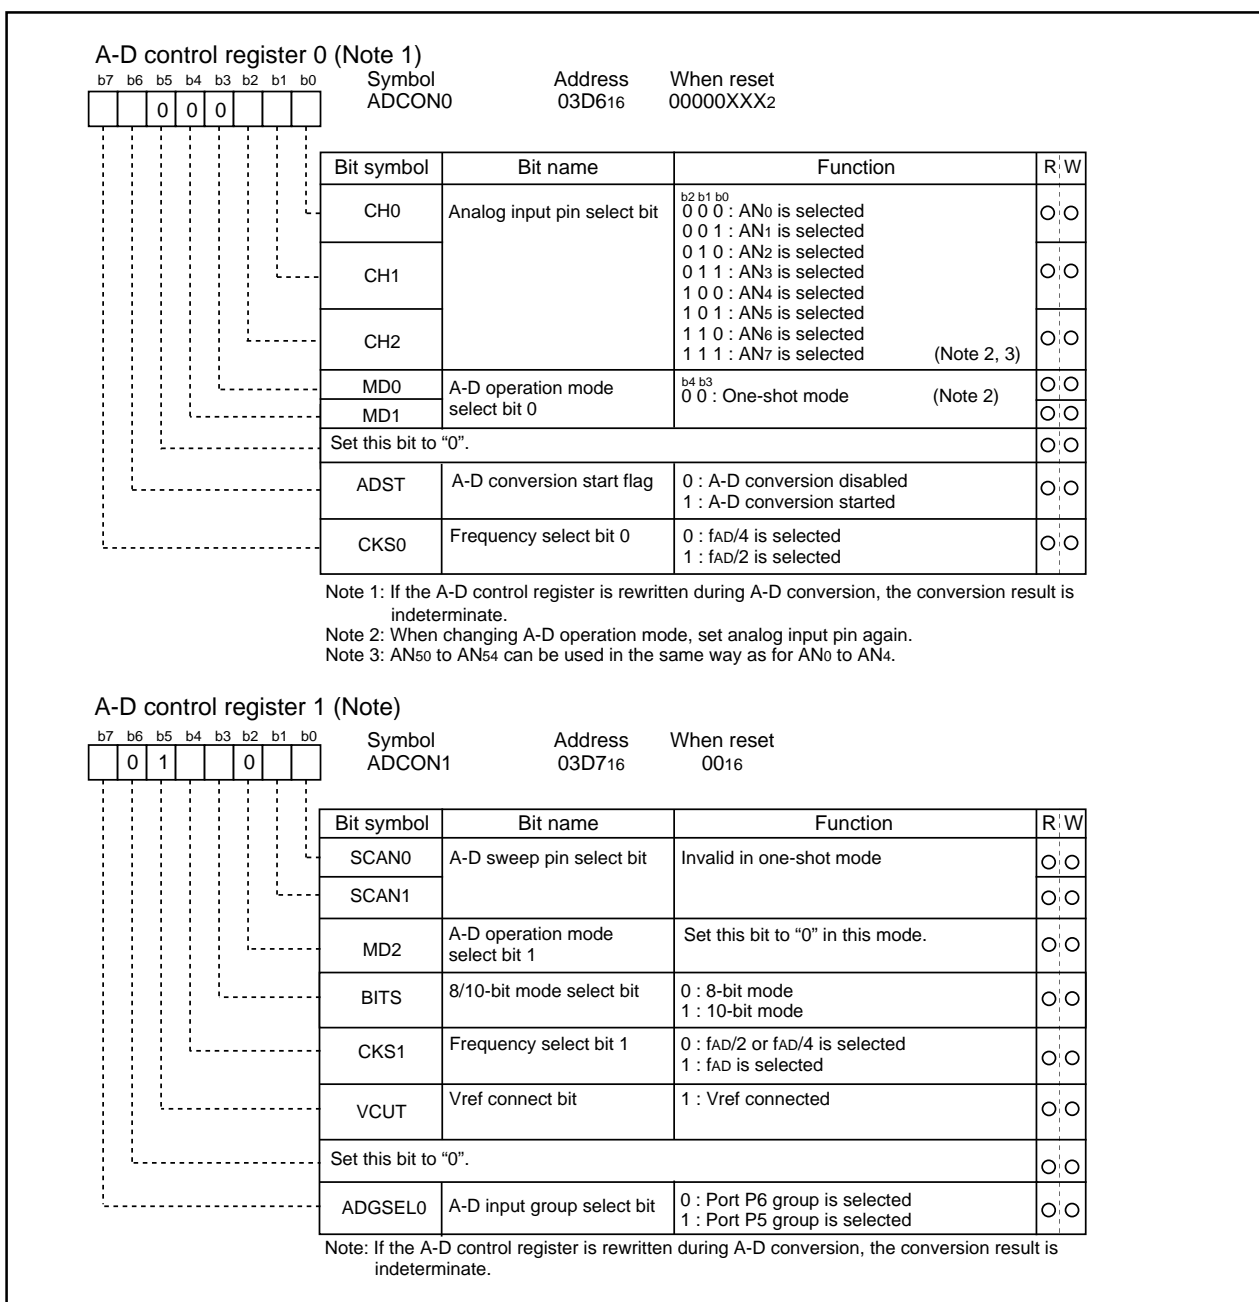 A-D control register 0 (Note 1)
b7 b6 b5 b4 b3 b2 b1 b0
Symbol Address When reset
ADCON0 03D616 00000XXX2
0 0 0
Bit symbol Bit name Function R W
CH0 Analog input pin select bit
b2 b1 b0
0 0 0 : AN0 is selected
0 0 1 : AN1 is selected
0 1 0 : AN2 is selected
CH1
0 1 1 : AN3 is selected
1 0 0 : AN4 is selected
1 0 1 : AN5 is selected
CH2
1 1 0 : AN6 is selected
1 1 1 : AN7 is selected (Note 2, 3)
MD0 A-D operation mode
b4 b3
0 0 : One-shot mode (Note 2)
MD1 select bit 0
Set this bit to “0”.
ADST A-D conversion start flag 0 : A-D conversion disabled
1 : A-D conversion started
CKS0 Frequency select bit 0 0 : fAD/4 is selected
1 : fAD/2 is selected
Note 1: If the A-D control register is rewritten during A-D conversion, the conversion result is
indeterminate.
Note 2: When changing A-D operation mode, set analog input pin again.
Note 3: AN50 to AN54 can be used in the same way as for AN0 to AN4.
A-D control register 1 (Note)
b7 b6 b5 b4 b3 b2 b1 b0
Symbol Address When reset
ADCON1 03D716 0016
0 1 0
Bit symbol Bit name Function R W
SCAN0 A-D sweep pin select bit Invalid in one-shot mode
SCAN1
MD2 A-D operation mode Set this bit to “0” in this mode.
select bit 1
BITS 8/10-bit mode select bit 0 : 8-bit mode
1 : 10-bit mode
CKS1 Frequency select bit 1 0 : fAD/2 or fAD/4 is selected
1 : fAD is selected
VCUT Vref connect bit 1 : Vref connected
Set this bit to “0”.
ADGSEL0 A-D input group select bit 0 : Port P6 group is selected
1 : Port P5 group is selected
Note: If the A-D control register is rewritten during A-D conversion, the conversion result is
indeterminate.